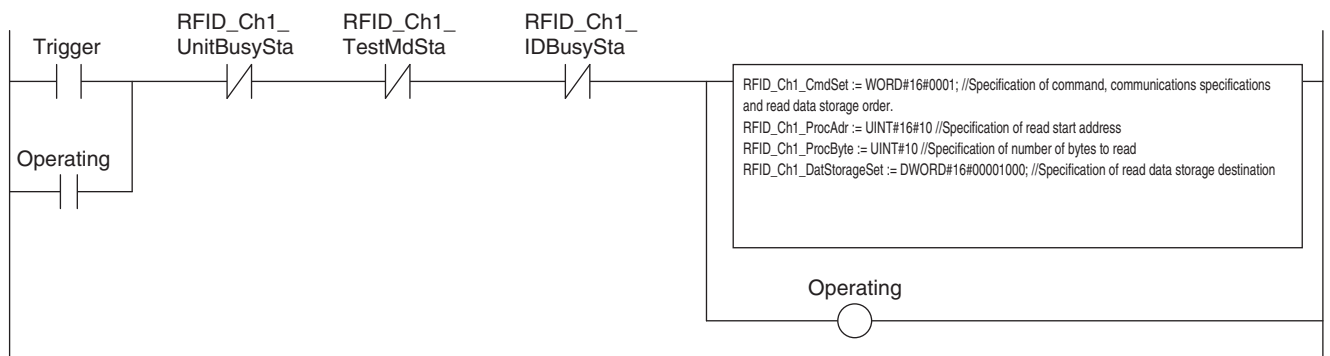 RFID_Ch1_
UnitBusySta
RFID_Ch1_
TestMdSta
RFID_Ch1_
IDBusySta
Trigger
RFID_Ch1_CmdSet := WORD#16#0001; //Specification of command, communications specifications
and read data storage order.
RFID_Ch1_ProcAdr := UINT#16#10 //Specification of read start address
RFID_Ch1_ProcByte := UINT#10 //Specification of number of bytes to read
RFID_Ch1_DatStorageSet := DWORD#16#00001000; //Specification of read data storage destination
Operating
Operating